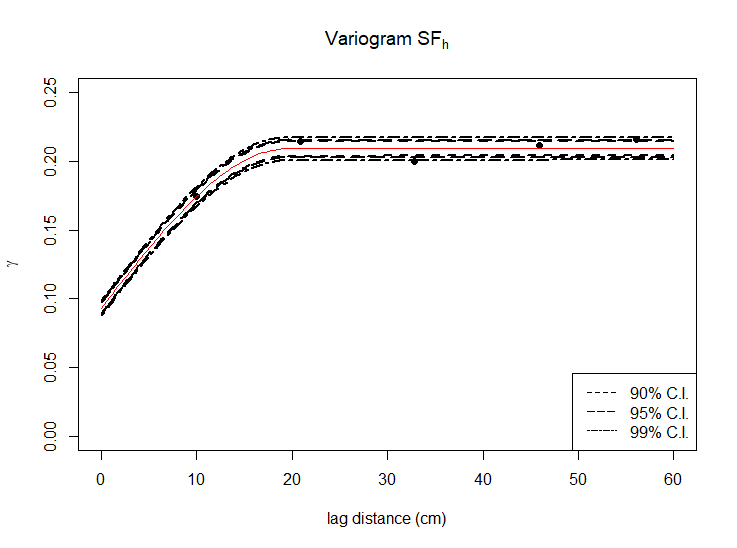 Variogram SFh
0.25
0.20
0.15
0.10
0.05
0.00
γ
90% C.I.
95% C.I.
99% C.I.
0 10 20 30 40 50 60
lag distance (cm)